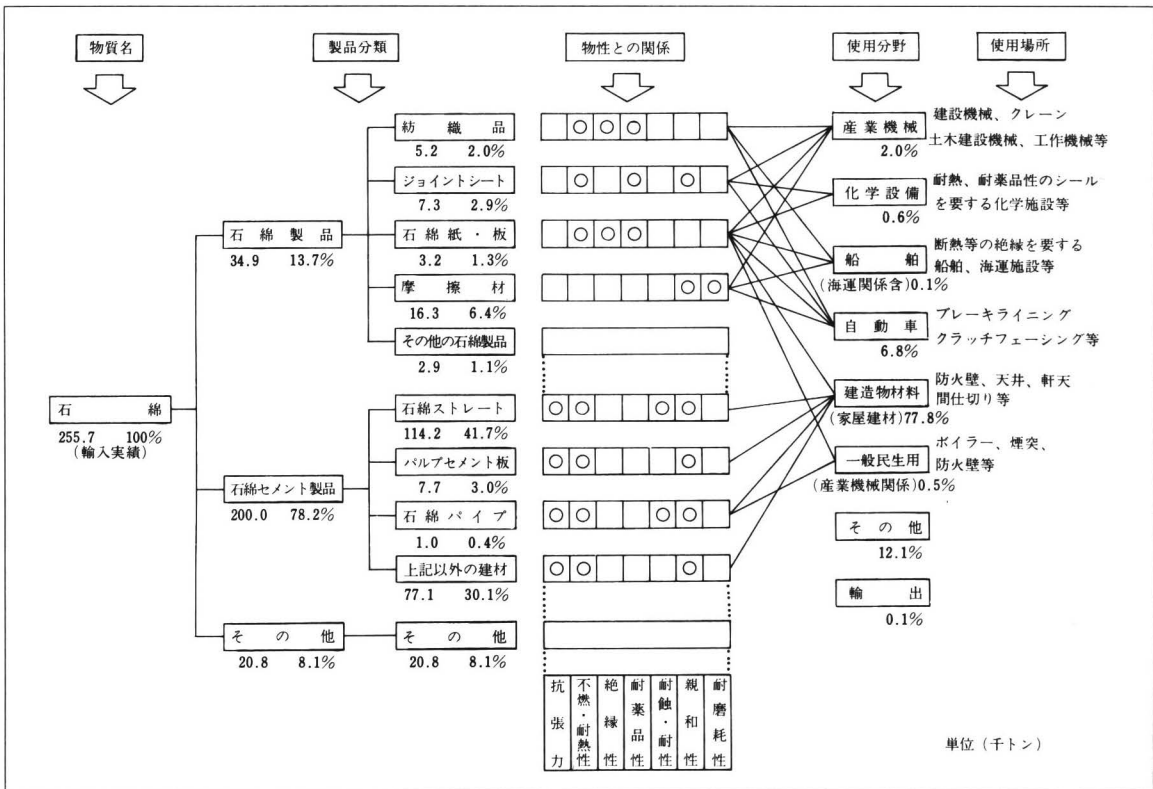 物質名
製品分類
物性との関係
使用分野
使用場所
石綿
255.7 100%
(輸入実績)
石綿製品
34.9 13.7%
石綿セメント製品
200.0 78.2%
その他
20.8 8.1%
紡織品
5.2 2.0%
ジョイントシート
7.3 2.9%
石綿紙・板
3.2 1.3%
摩擦材
16.3 6.4%
その他の石綿製品
2.9 1.1%
石綿ストレート
114.2 41.7%
パルプセメント板
7.7 3.0%
石綿パイプ
1.0 0.4%
上記以外の建材
77.1 30.1%
その他
20.8 8.1%
抗張力
不燃・耐熱性
絶縁性
耐薬品性
耐蝕・耐性
親和性
耐磨耗性
産業機械
2.0%
建設機械、クレーン
土木建設機械、工作機械等
化学設備
0.6%
耐熱、耐薬品性のシール
を要する化学施設等
船舶
(海運関係含)0.1%
断熱等の絶縁を要する
船舶、海運施設等
自動車
6.8%
ブレーキライニング
クラッチフェーシング等
建造物材料
(家屋建材)77.8%
防火壁、天井、軒天
間仕切り等
一般民生用
(産業機械関係)0.5%
ボイラー、煙突、
防火壁等
その他
12.1%
輸出
0.1%
単位(千トン)